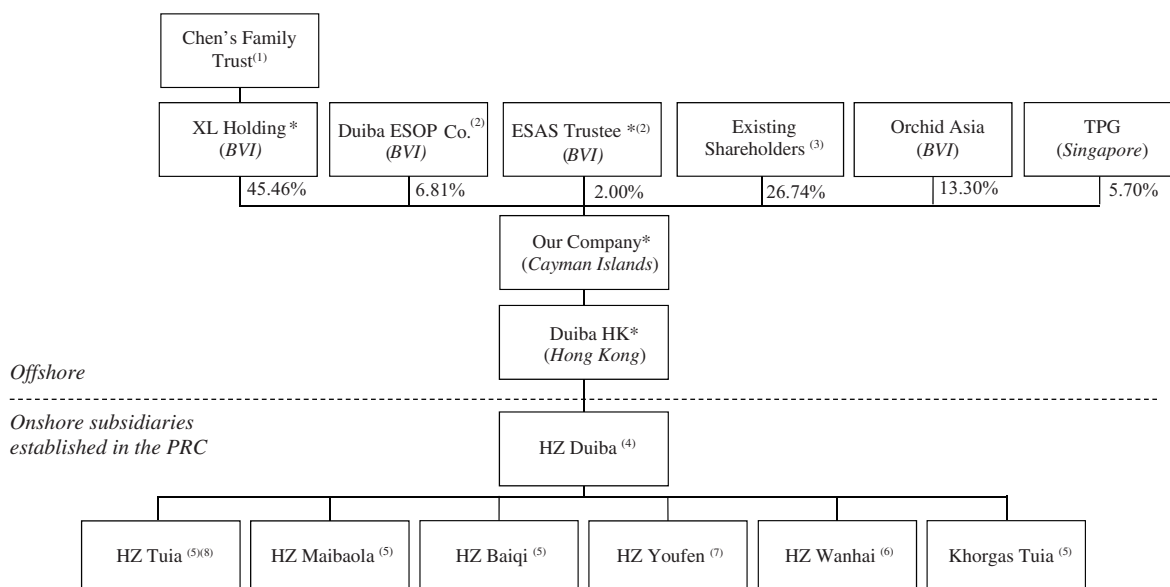 Chen’s Family
Trust(1)
XL Holding *
(BVI)
Duiba ESOP Co.(2)
(BVI)
ESAS Trustee *(2)
(BVI)
Existing
Shareholders (3)
Orchid Asia
(BVI)
TPG
(Singapore)
45.46%
6.81%
2.00%
26.74%
13.30%
5.70%
Our Company*
(Cayman Islands)
Duiba HK*
(Hong Kong)
Offshore
Onshore subsidiaries
established in the PRC
HZ Duiba (4)
HZ Tuia (5)(8)
HZ Maibaola (5)
HZ Baiqi (5)
HZ Youfen (7)
HZ Wanhai (6)
Khorgas Tuia (5)